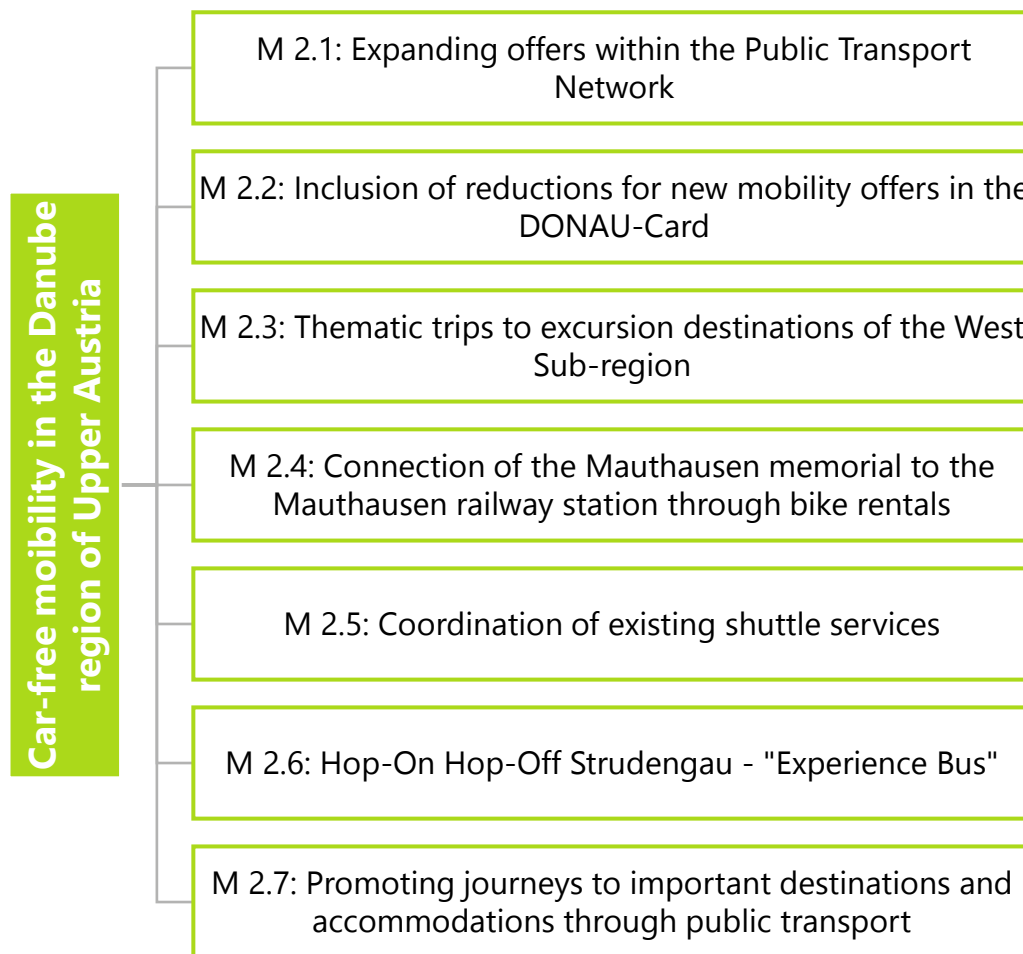 Car-free moibility in the Danube
region of Upper Austria
M 2.1: Expanding offers within the Public Transport
Network
M 2.2: Inclusion of reductions for new mobility offers in the
DONAU-Card
M 2.3: Thematic trips to excursion destinations of the West
Sub-region
M 2.4: Connection of the Mauthausen memorial to the
Mauthausen railway station through bike rentals
M 2.5: Coordination of existing shuttle services
M 2.6: Hop-On Hop-Off Strudengau - "Experience Bus"
M 2.7: Promoting journeys to important destinations and
accommodations through public transport